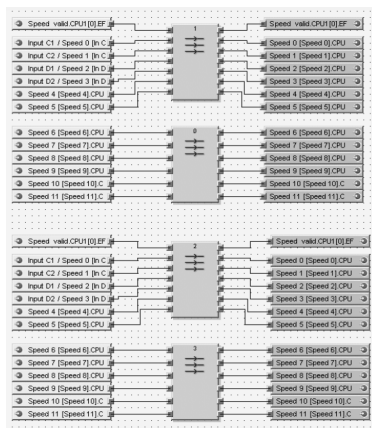 Speed valid.CPU1[0].EF 1 Speed valid.CPU1[0].EF
Input C1 / Speed 0 [In C Speed 0 [Speed 0].CPU
Input C2 / Speed 1 [In C Speed 1 [Speed 1].CPU
Input D1 / Speed 2 [In D Speed 2 [Speed 2].CPU
Input D2 / Speed 3 [In D Speed 3 [Speed 3].CPU
Speed 4 [Speed 4].CPU Speed 4 [Speed 4].CPU
Speed 5 [Speed 5].CPU Speed 5 [Speed 5].CPU
Speed 6 [Speed 6].CPU 0 Speed 6 [Speed 6].CPU
Speed 7 [Speed 7].CPU Speed 7 [Speed 7].CPU
Speed 8 [Speed 8].CPU Speed 8 [Speed 8].CPU
Speed 9 [Speed 9].CPU Speed 9 [Speed 9].CPU
Speed 10 [Speed 10].C Speed 10 [Speed 10].C
Speed 11 [Speed 11].C Speed 11 [Speed 11].C
Speed valid.CPU1[0].EF 2 Speed valid.CPU1[0].EF
Input C1 / Speed 0 [In C Speed 0 [Speed 0].CPU
Input C2 / Speed 1 [In C Speed 1 [Speed 1].CPU
Input D1 / Speed 2 [In D Speed 2 [Speed 2].CPU
Input D2 / Speed 3 [In D Speed 3 [Speed 3].CPU
Speed 4 [Speed 4].CPU Speed 4 [Speed 4].CPU
Speed 5 [Speed 5].CPU Speed 5 [Speed 5].CPU
Speed 6 [Speed 6].CPU 3 Speed 6 [Speed 6].CPU
Speed 7 [Speed 7].CPU Speed 7 [Speed 7].CPU
Speed 8 [Speed 8].CPU Speed 8 [Speed 8].CPU
Speed 9 [Speed 9].CPU Speed 9 [Speed 9].CPU
Speed 10 [Speed 10].C Speed 10 [Speed 10].C
Speed 11 [Speed 11].C Speed 11 [Speed 11].C